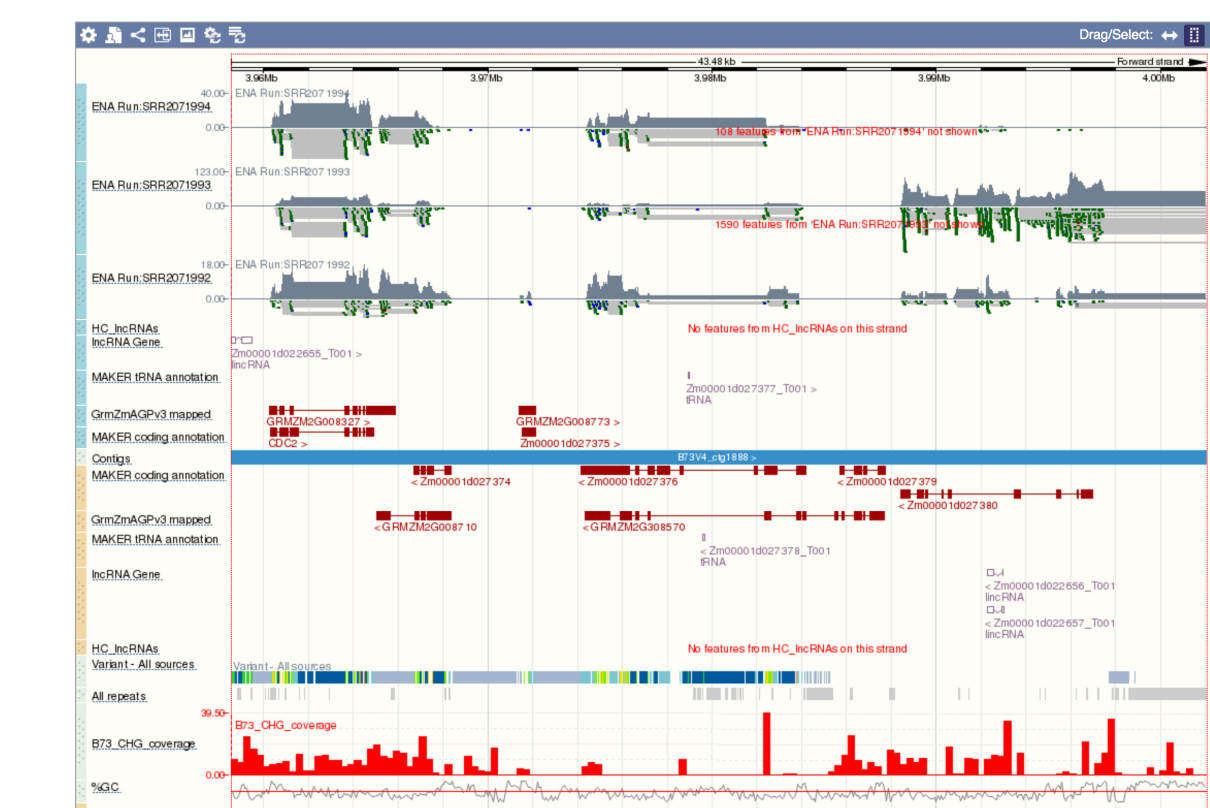 Drag/Select:
43.48 kb
Forward strand
3.96Mb 3.97Mb 3.98Mb 3.99Mb 4.00Mb
40.00 ENA Run:SRR2071994
ENA Run:SRR2071994
0.00
108 features from 'ENA Run:SRR2071994' not shown
123.00 ENA Run:SRR2071993
ENA Run:SRR2071993
0.00
1590 features from 'ENA Run:SRR2071993' not shown
18.00 ENA Run:SRR2071992
ENA Run:SRR2071992
0.00
HC_lncRNAs No features from HC_lncRNAs on this strand
lncRNA Gene
Zm00001d022655_T001 >
lincRNA
MAKER tRNA annotation
Zm00001d027377_T001 >
tRNA
GrmZmAGPv3 mapped
GRMZM2G008327 > GRMZM2G008773 >
MAKER coding annotation
CDC2 > Zm00001d027375 >
Contigs B73V4_ctg1888 >
MAKER coding annotation
< Zm00001d027374 < Zm00001d027376 < Zm00001d027379
< Zm00001d027380
GrmZmAGPv3 mapped
< GRMZM2G008710 < GRMZM2G308570
MAKER tRNA annotation
< Zm00001d027378_T001
tRNA
lncRNA Gene
< Zm00001d022656_T001
lincRNA
< Zm00001d022657_T001
lincRNA
HC_lncRNAs No features from HC_lncRNAs on this strand
Variant - All sources Variant - All sources
All repeats
39.50
B73_CHG_coverage
B73_CHG_coverage
0.00
%GC